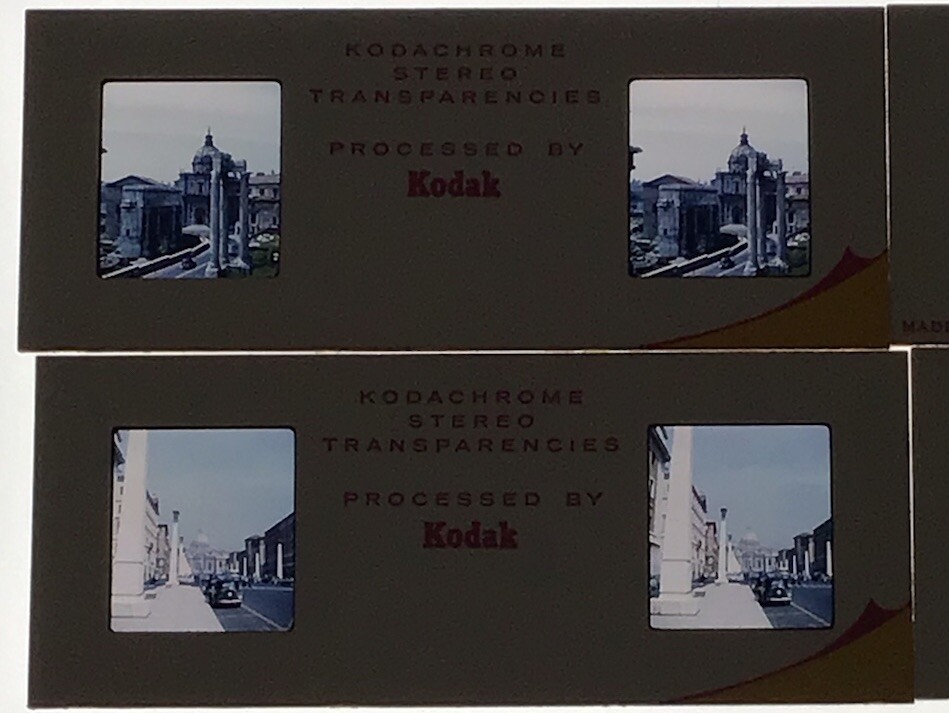 KODACHROME
STEREO
TRANSPARENCIES
PROCESSED BY
Kodak
MADE
KODACHROME
STEREO
TRANSPARENCIES
PROCESSED BY
Kodak